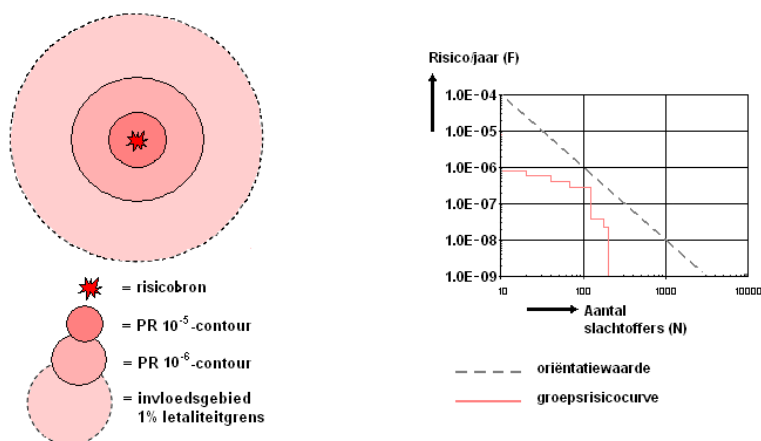 = risicobron
= PR 10⁻⁵-contour
= PR 10⁻⁶-contour
= invloedsgebied
1% letaliteitgrens
Risico/jaar (F)
1.0E-04
1.0E-05
1.0E-06
1.0E-07
1.0E-08
1.0E-09
10
100
1000
10000
Aantal
slachtoffers (N)
oriëntatiewaarde
groepsrisicocurve